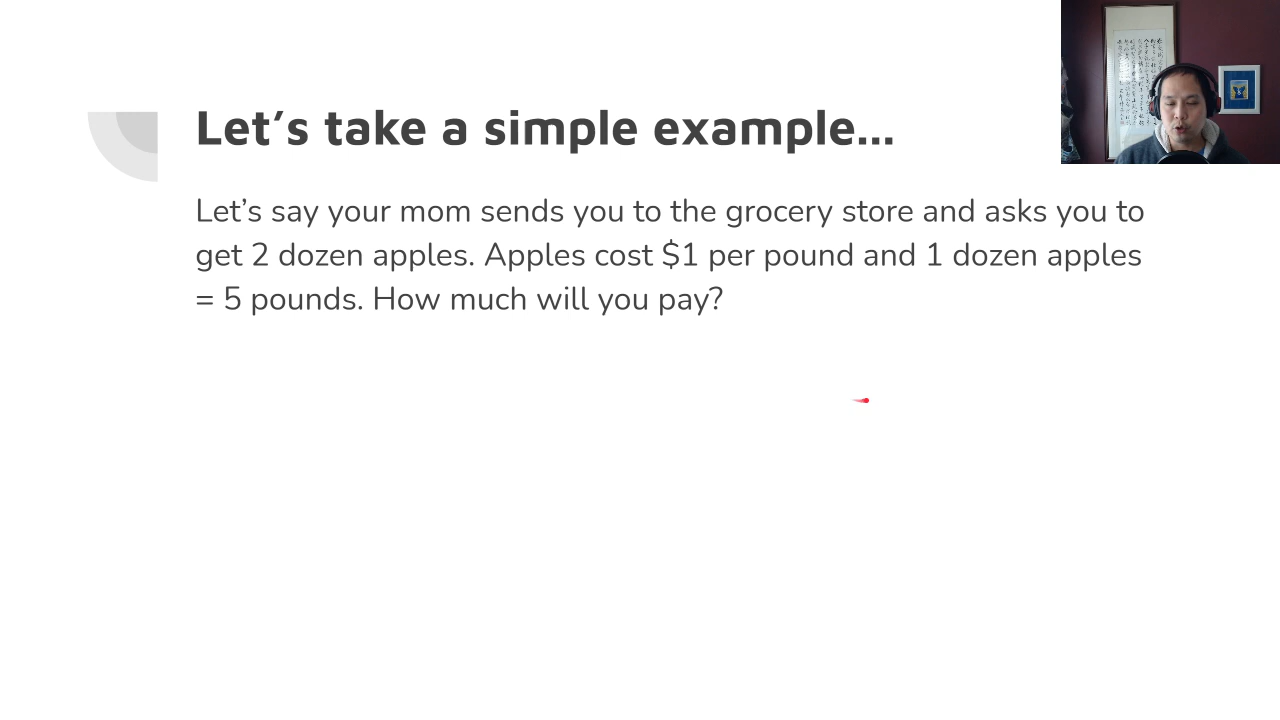 Let’s take a simple example...
Let’s say your mom sends you to the grocery store and asks you to
get 2 dozen apples. Apples cost $1 per pound and 1 dozen apples
= 5 pounds. How much will you pay?